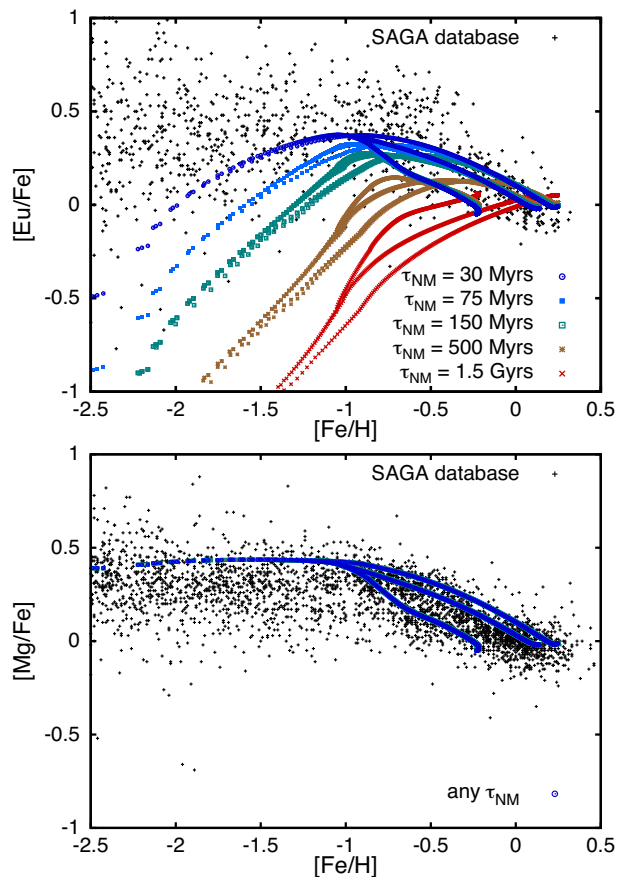 1
0.5
0
-0.5
-1
[Eu/Fe]
SAGA database
τNM = 30 Myrs
τNM = 75 Myrs
τNM = 150 Myrs
τNM = 500 Myrs
τNM = 1.5 Gyrs
-2.5 -2 -1.5 -1 -0.5 0 0.5
[Fe/H]
1
0.5
0
-0.5
-1
[Mg/Fe]
SAGA database
any τNM
-2.5 -2 -1.5 -1 -0.5 0 0.5
[Fe/H]